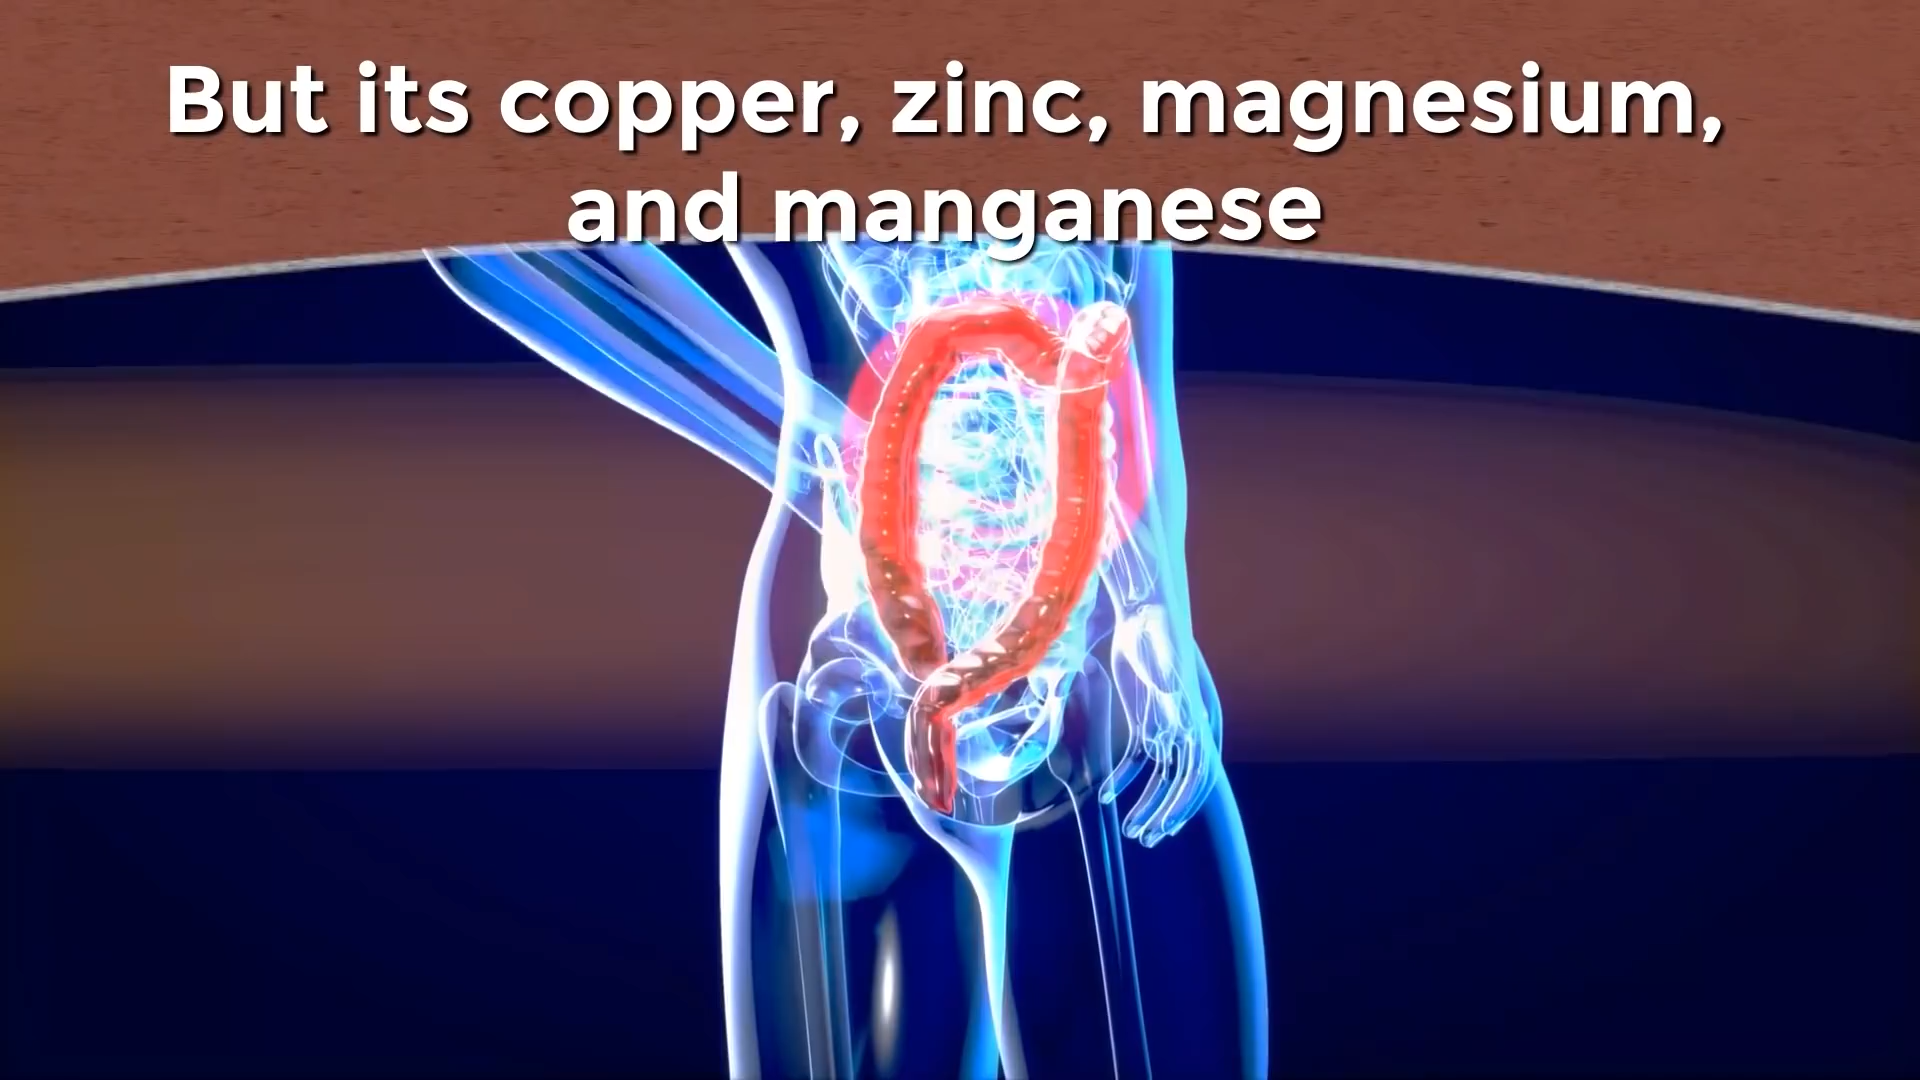 But its copper, zinc, magnesium,
and manganese